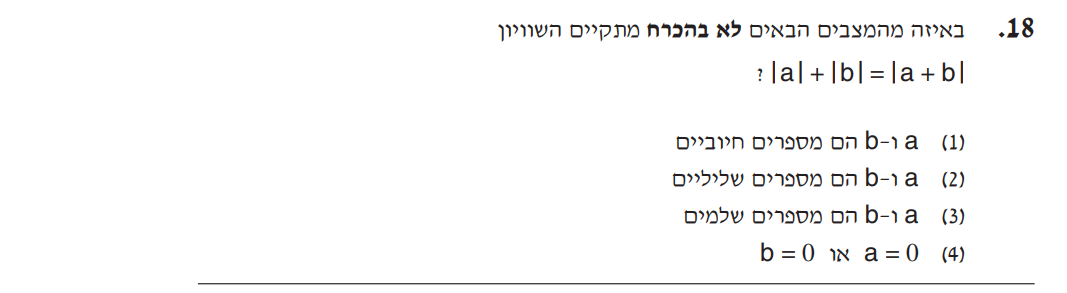 18. באיזה מהמצבים הבאים לא בהכרח מתקיים השוויון
|a| + |b| = |a + b| ?
(1) a ו-b הם מספרים חיוביים
(2) a ו-b הם מספרים שליליים
(3) a ו-b הם מספרים שלמים
(4) a = 0 או b = 0